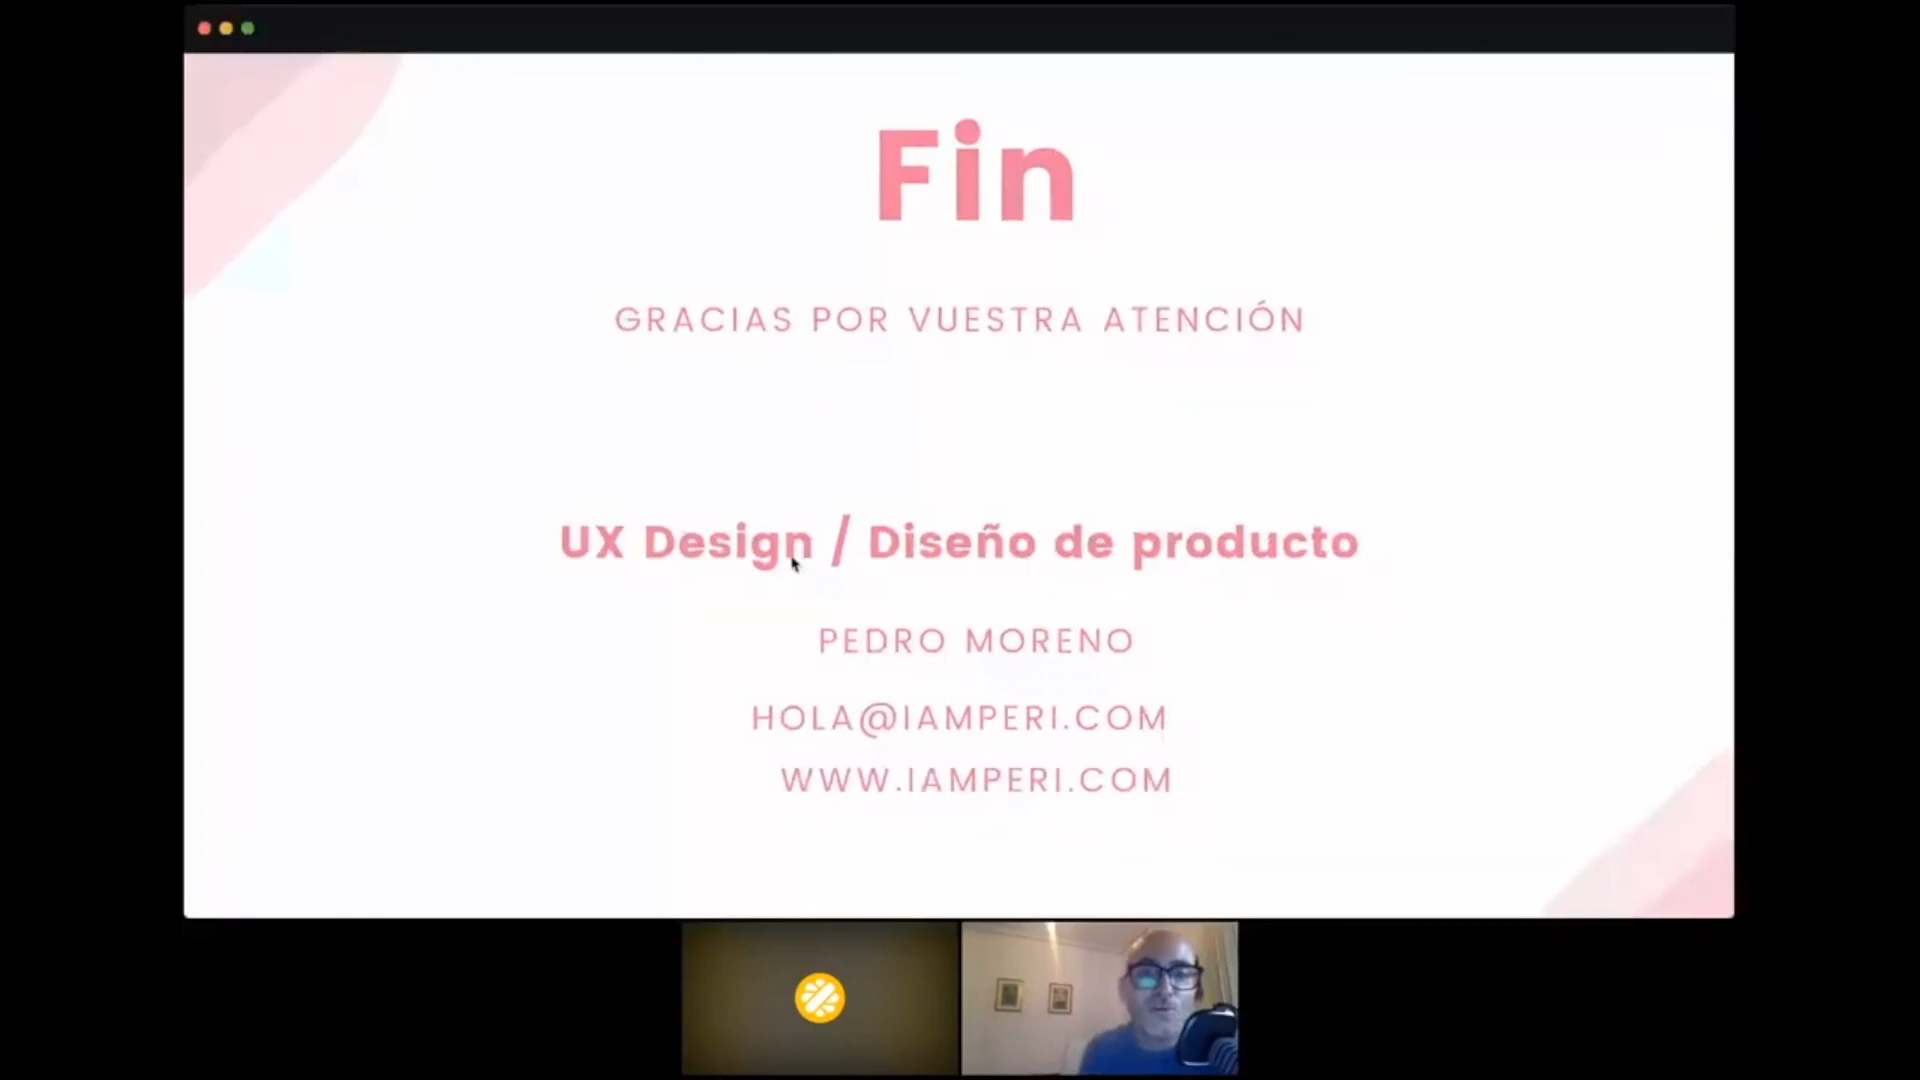 Fin
GRACIAS POR VUESTRA ATENCIÓN
UX Design / Diseño de producto
PEDRO MORENO
HOLA@IAMPERI.COM
WWW.IAMPERI.COM